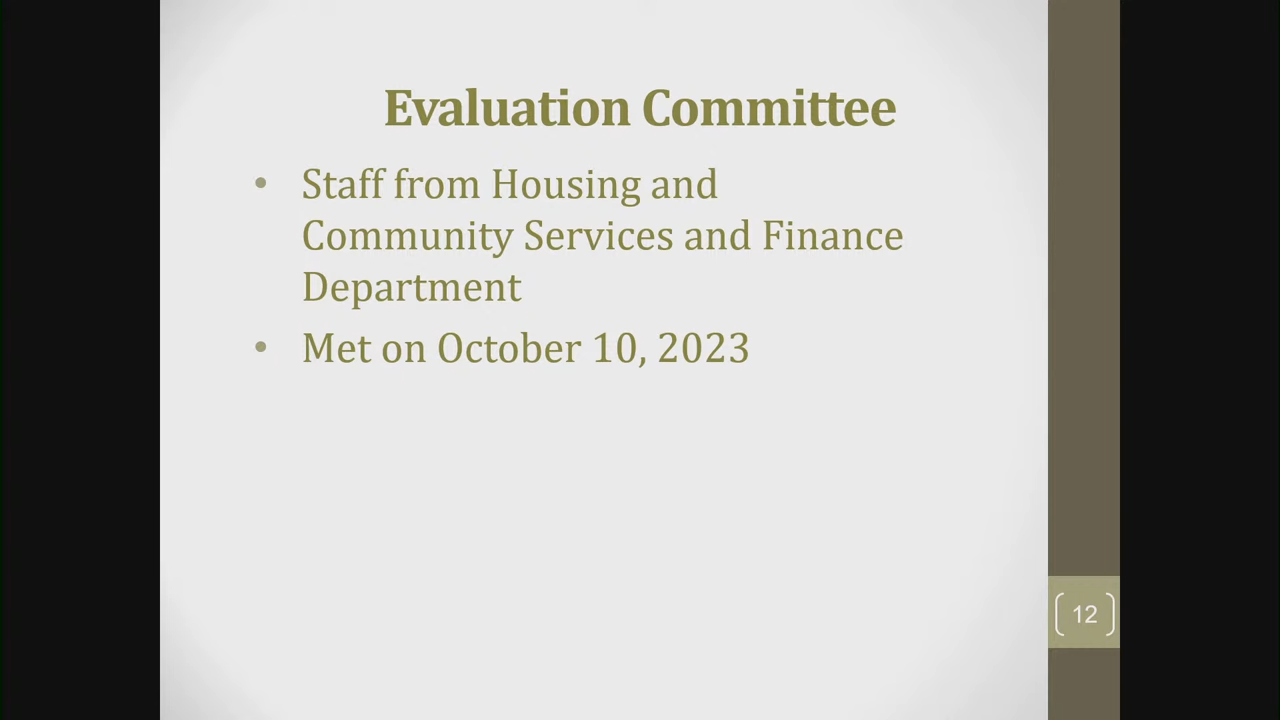 Evaluation Committee
• Staff from Housing and
Community Services and Finance
Department
• Met on October 10, 2023
12